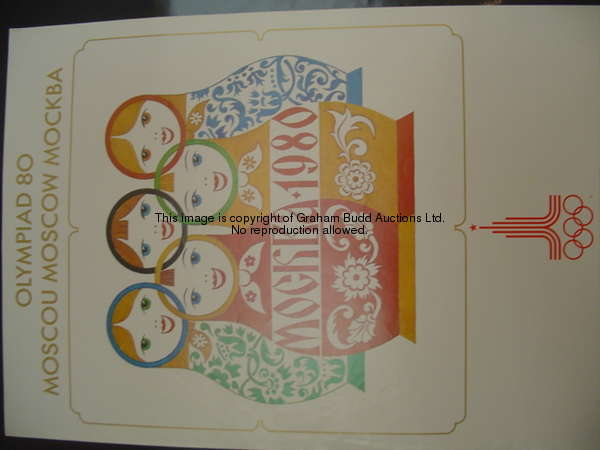 OLYMPIAD 80
MOSCOU MOSCOW МОСКВА
МОСКВА·1980
This image is copyright of Graham Budd Auctions Ltd.
No reproduction allowed.